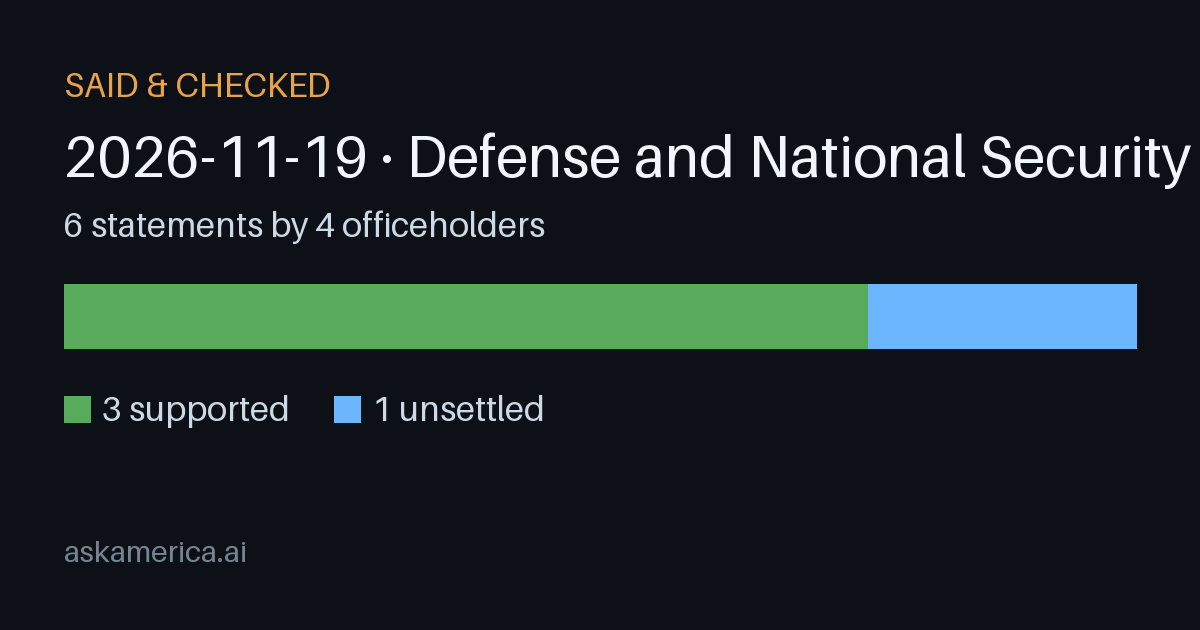 SAID & CHECKED
2026-11-19 · Defense and National Security
6 statements by 4 officeholders
3 supported
1 unsettled
askamerica.ai